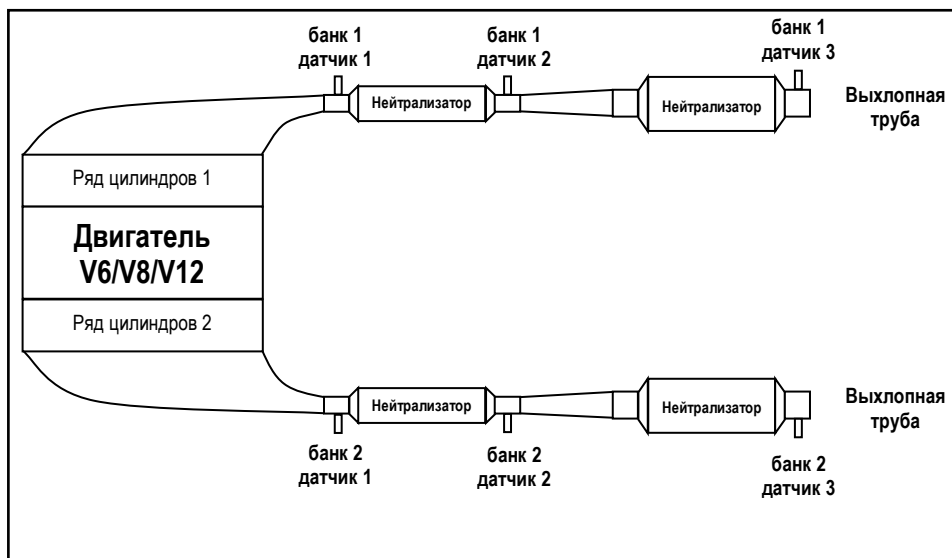 банк 1
датчик 1
банк 1
датчик 2
банк 1
датчик 3
Нейтрализатор
Нейтрализатор
Выхлопная
труба
Ряд цилиндров 1
Двигатель
V6/V8/V12
Ряд цилиндров 2
Нейтрализатор
Нейтрализатор
Выхлопная
труба
банк 2
датчик 1
банк 2
датчик 2
банк 2
датчик 3